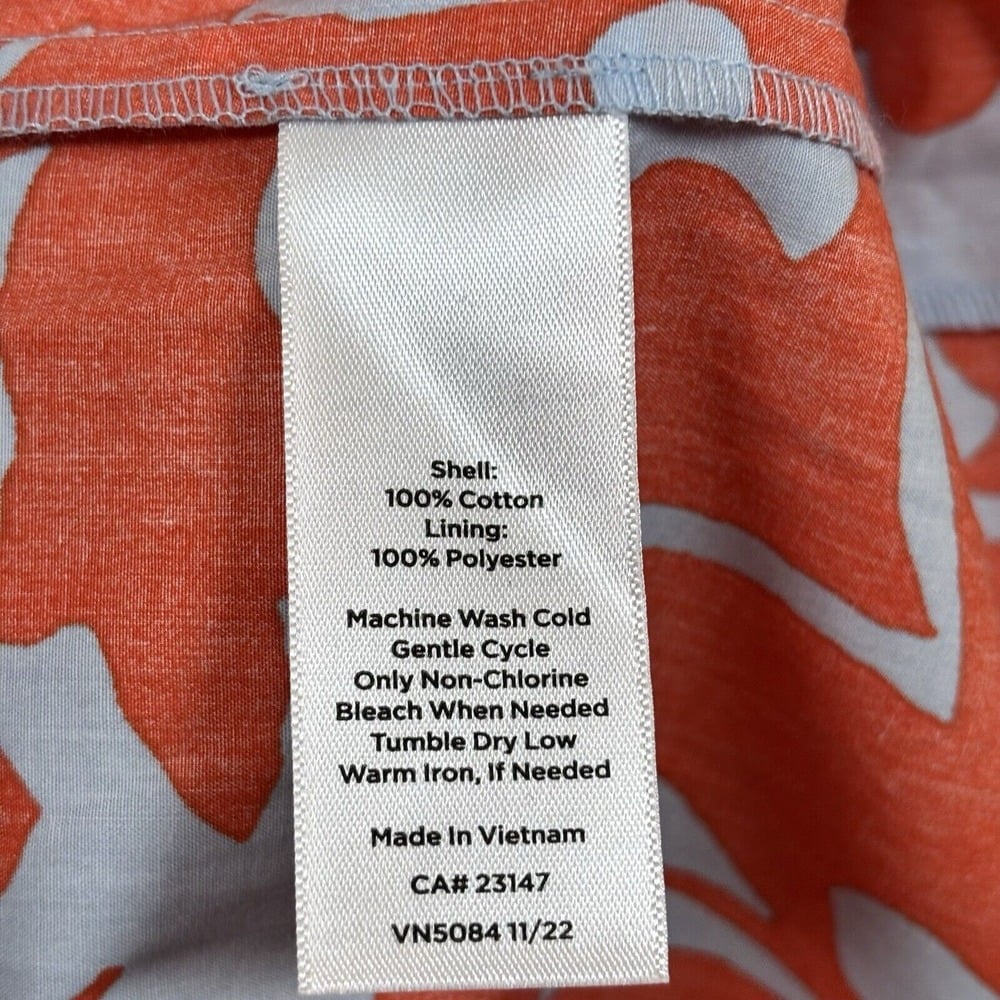 Shell:
100% Cotton
Lining:
100% Polyester
Machine Wash Cold
Gentle Cycle
Only Non-Chlorine
Bleach When Needed
Tumble Dry Low
Warm Iron, If Needed
Made In Vietnam
CA# 23147
VN5084 11/22